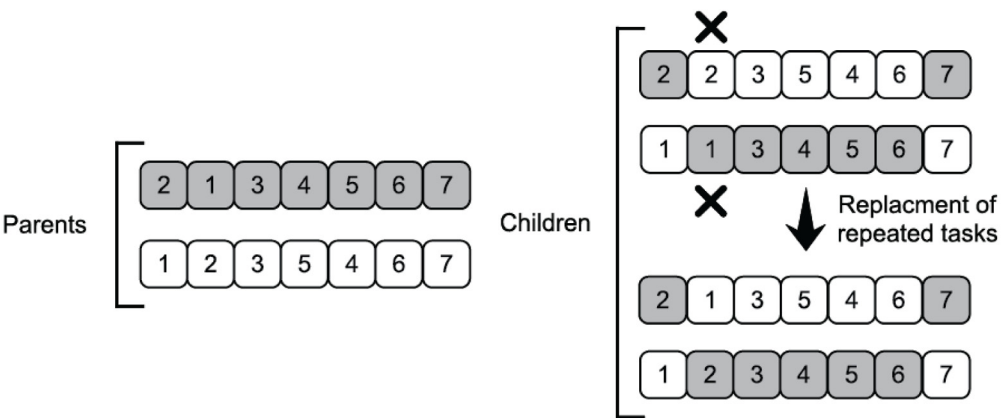 Parents
2 1 3 4 5 6 7
1 2 3 5 4 6 7
Children
2 2 3 5 4 6 7
1 1 3 4 5 6 7
Replacment of
repeated tasks
2 1 3 5 4 6 7
1 2 3 4 5 6 7